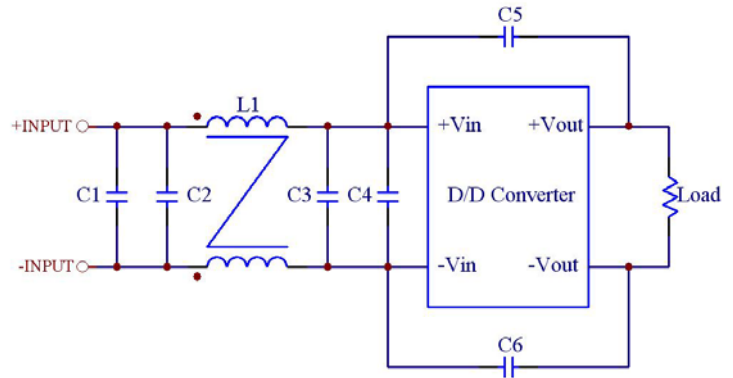 C5
L1
+INPUT
+Vin
+Vout
C1
C2
C3
C4
D/D Converter
Load
-INPUT
-Vin
-Vout
C6